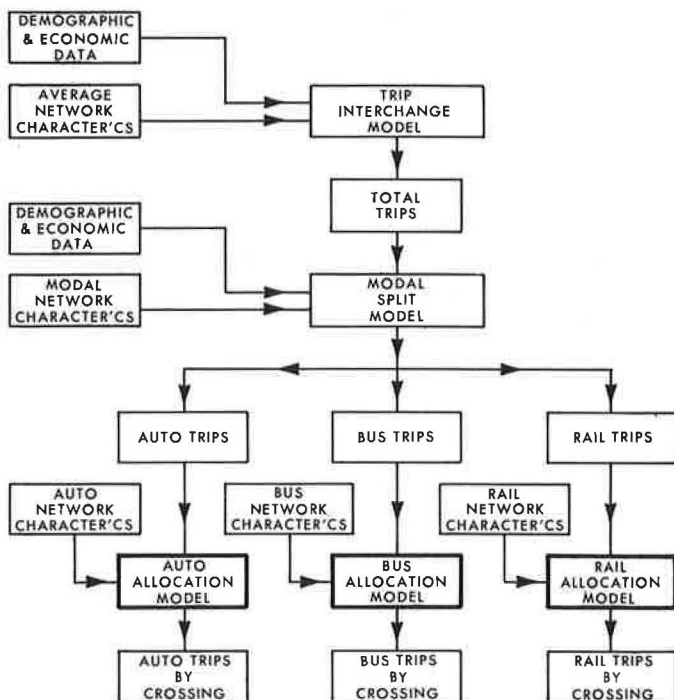 DEMOGRAPHIC
& ECONOMIC
DATA
AVERAGE
NETWORK
CHARACTER'CS
TRIP
INTERCHANGE
MODEL
TOTAL
TRIPS
DEMOGRAPHIC
& ECONOMIC
DATA
MODAL
NETWORK
CHARACTER'CS
MODAL
SPLIT
MODEL
AUTO TRIPS
BUS TRIPS
RAIL TRIPS
AUTO
NETWORK
CHARACTER'CS
BUS
NETWORK
CHARACTER'CS
RAIL
NETWORK
CHARACTER'CS
AUTO
ALLOCATION
MODEL
BUS
ALLOCATION
MODEL
RAIL
ALLOCATION
MODEL
AUTO TRIPS
BY
CROSSING
BUS TRIPS
BY
CROSSING
RAIL TRIPS
BY
CROSSING